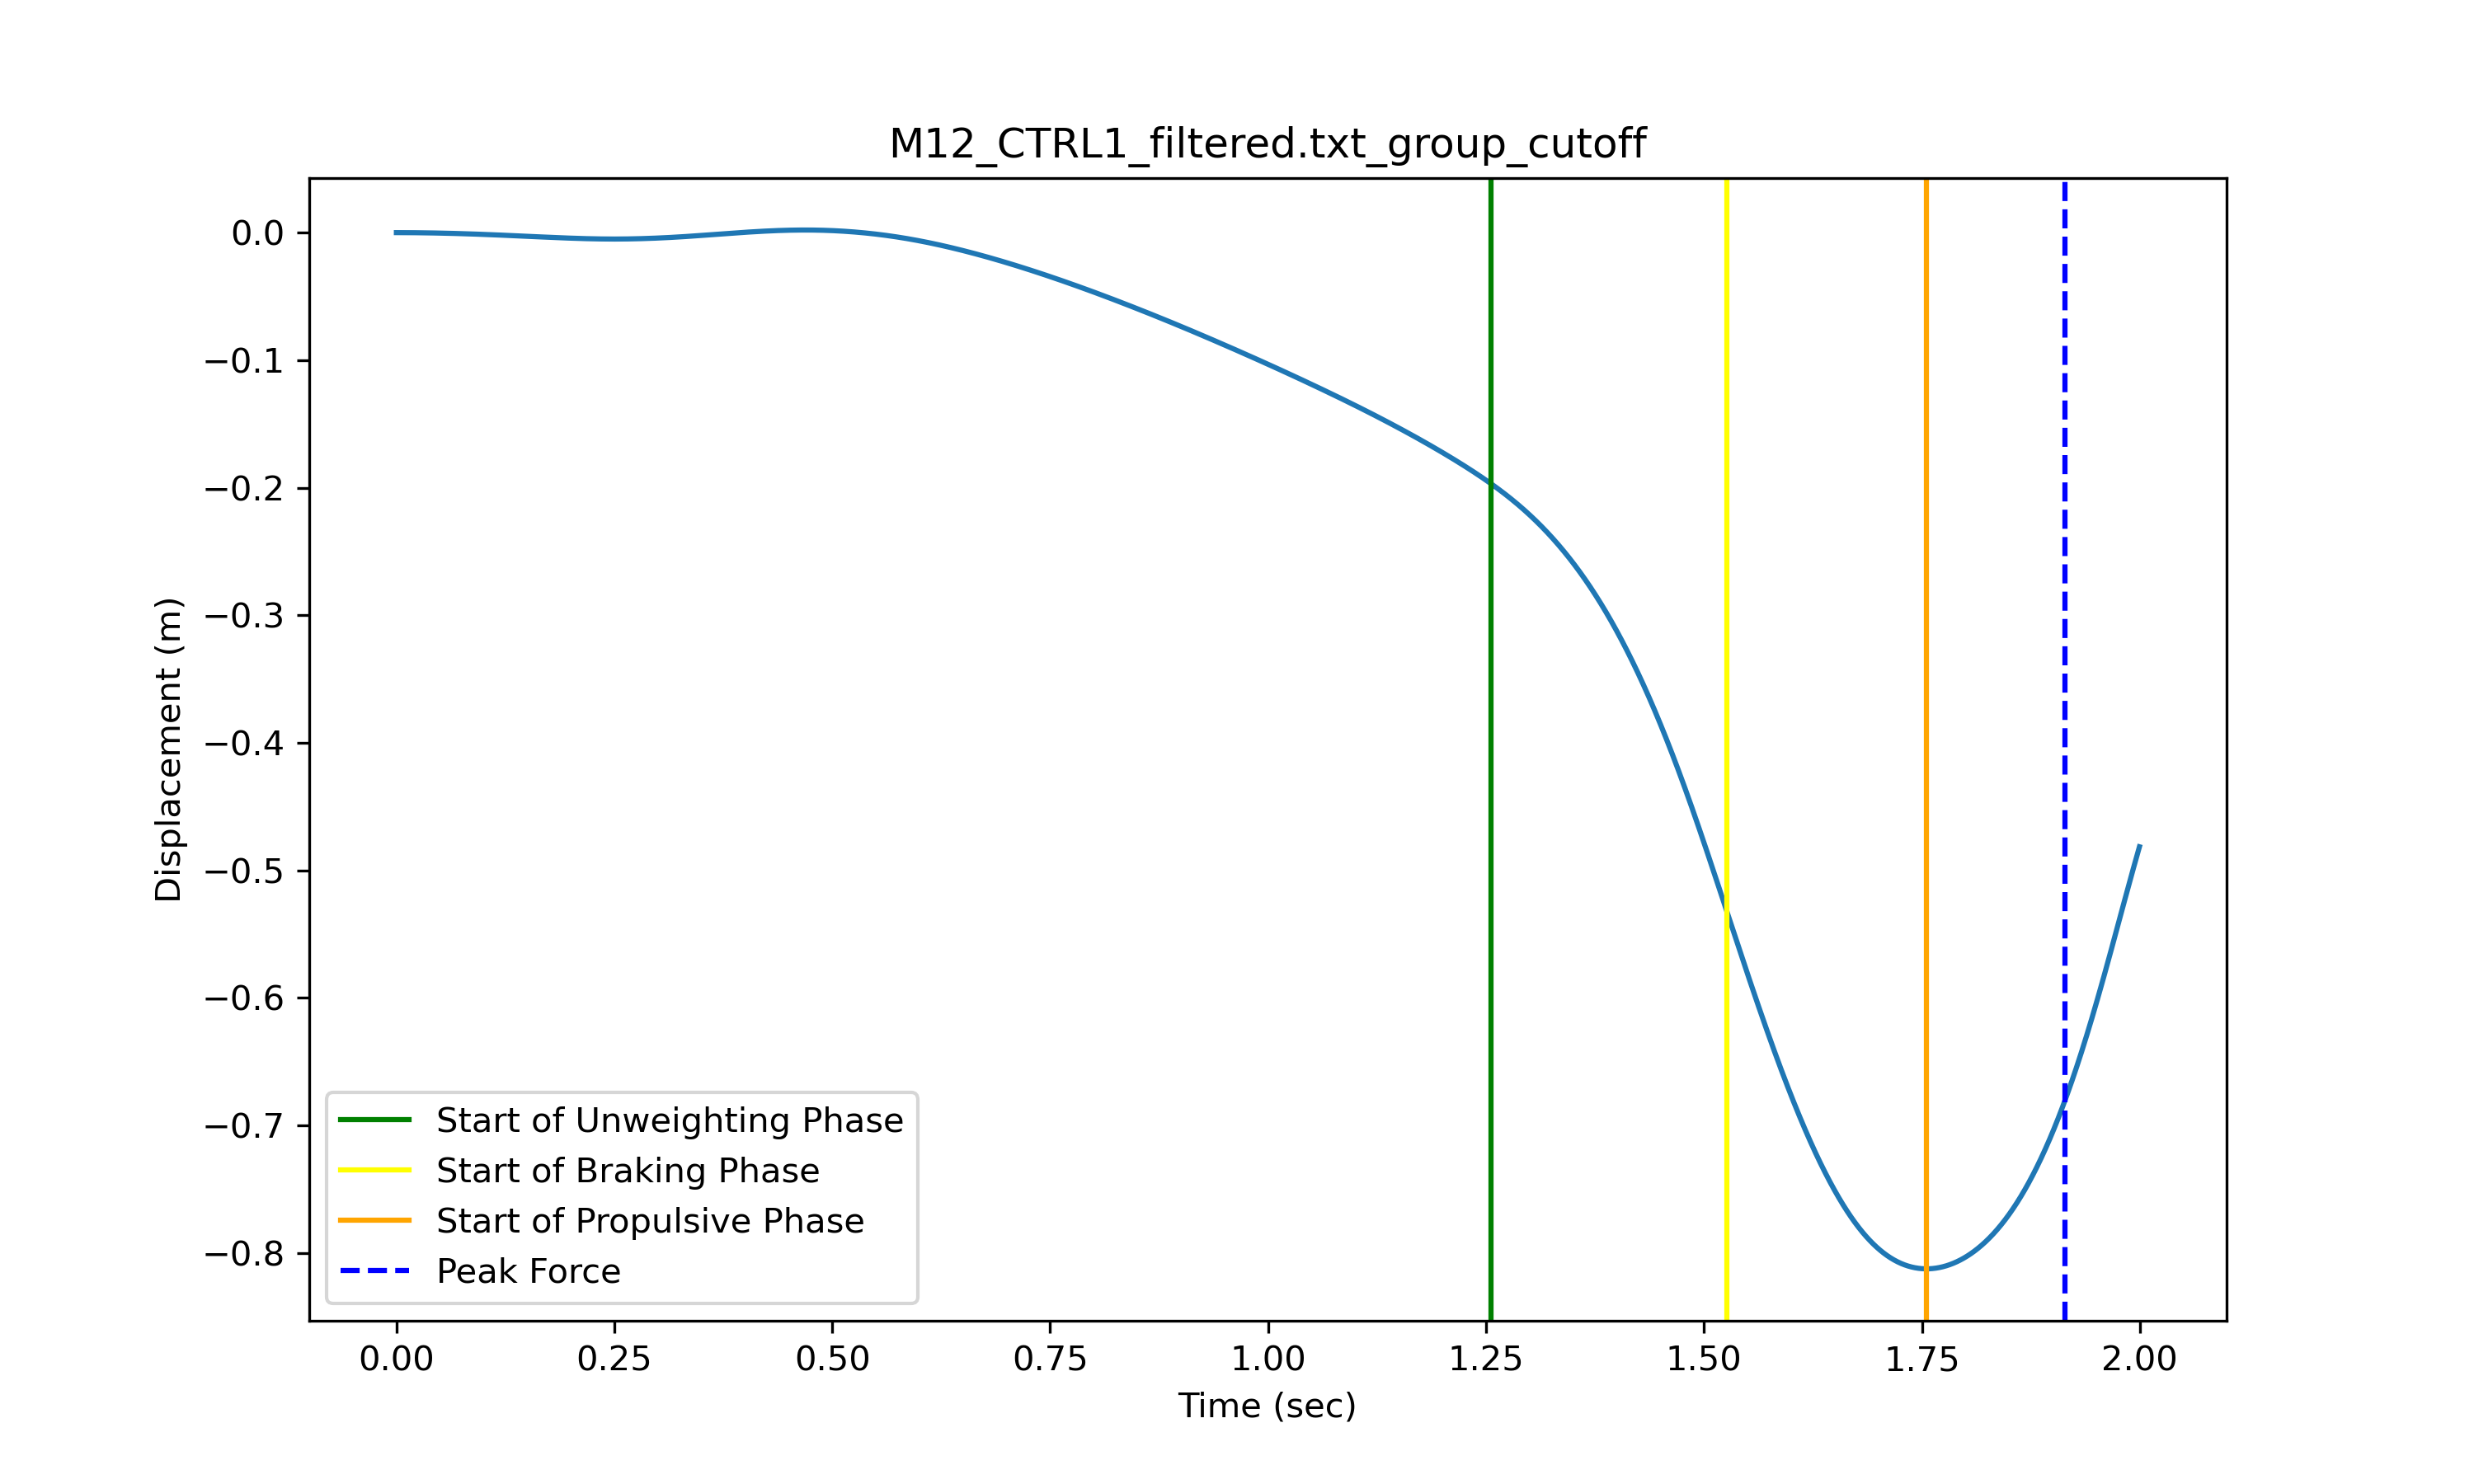 M12_CTRL1_filtered.txt_group_cutoff
0.0
−0.1
−0.2
−0.3
−0.4
−0.5
−0.6
−0.7
−0.8
Displacement (m)
Start of Unweighting Phase
Start of Braking Phase
Start of Propulsive Phase
Peak Force
0.00 0.25 0.50 0.75 1.00 1.25 1.50 1.75 2.00
Time (sec)